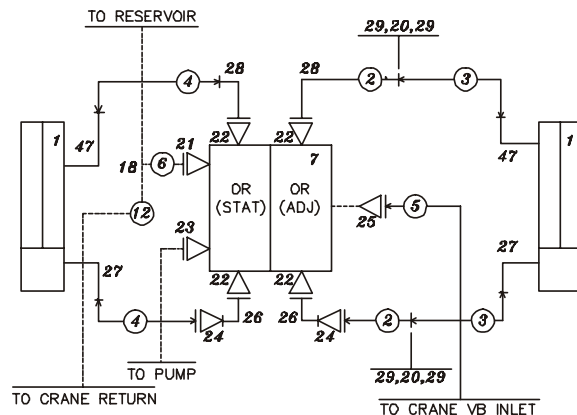 TO RESERVOIR
29,20,29
4 28 28 2 3
1 47 22 22 7 47 1
18 6 21
DR OR
(STAT) (ADJ)
12 23 25 5
27 22 22 27
4 24 26 26 24 2 3
29,20,29
TO PUMP
TO CRANE RETURN
TO CRANE VB INLET